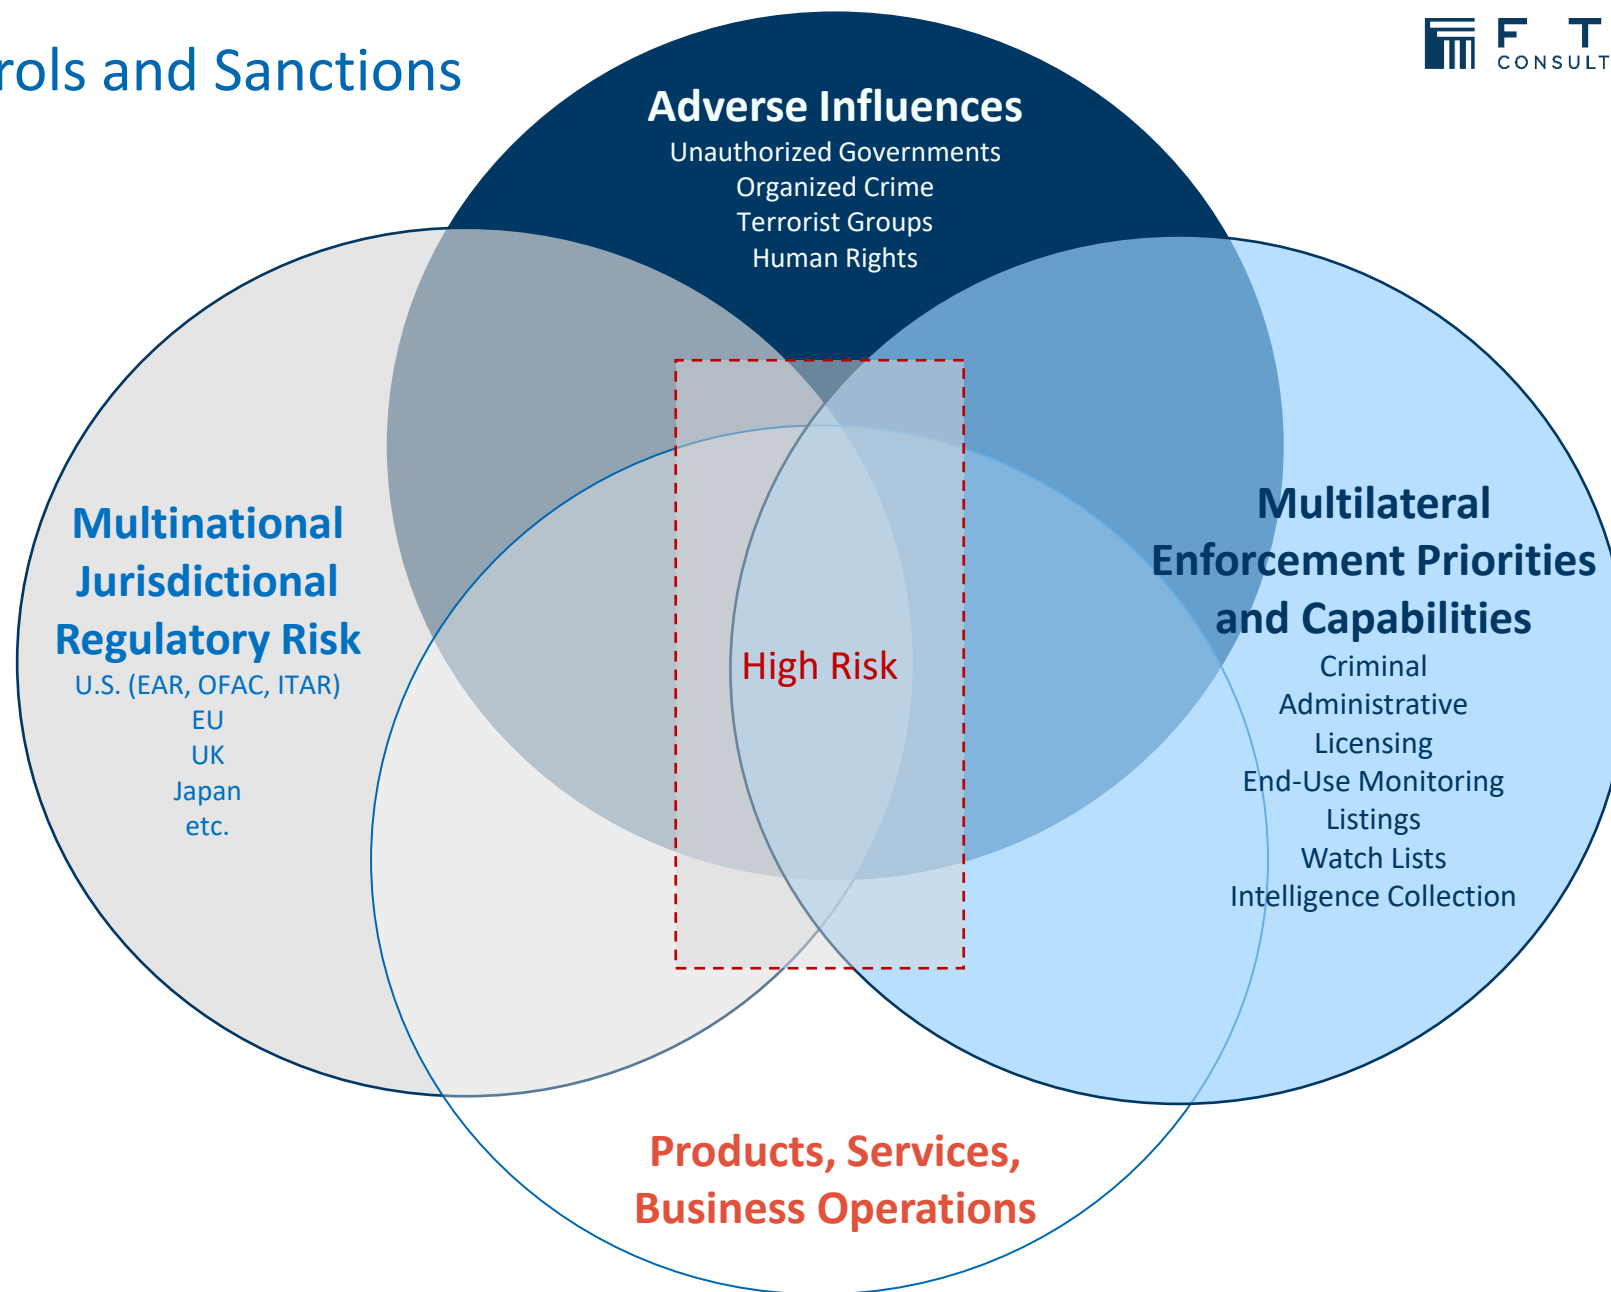 rols and Sanctions
F T
CONSULT
Adverse Influences
Unauthorized Governments
Organized Crime
Terrorist Groups
Human Rights
Multinational
Jurisdictional
Regulatory Risk
U.S. (EAR, OFAC, ITAR)
EU
UK
Japan
etc.
High Risk
Multilateral
Enforcement Priorities
and Capabilities
Criminal
Administrative
Licensing
End-Use Monitoring
Listings
Watch Lists
Intelligence Collection
Products, Services,
Business Operations